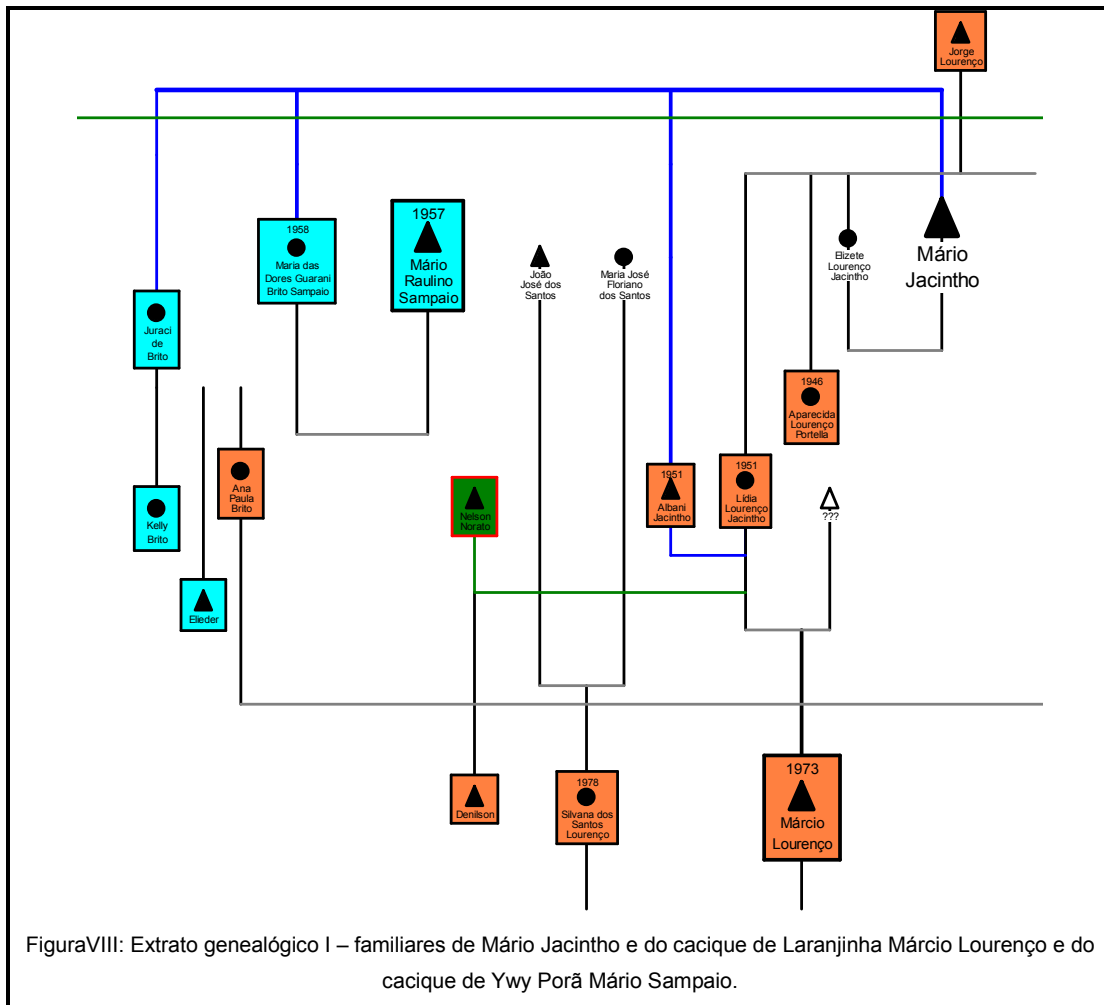 Jorge
Lourenço
1958
Maria das
Dores Guarani
Brito Sampaio
1957
Mário
Raulino
Sampaio
João
José dos
Santos
Maria José
Floriano
dos Santos
Elizete
Lourenço
Jacintho
Mário
Jacintho
Juraci
de
Brito
1946
Aparecida
Lourenço
Portella
Ana
Paula
Brito
1951
Albani
Jacintho
1951
Lídia
Lourenço
Jacintho
Nelson
Norato
???
Kelly
Brito
Elieder
Denilson
1978
Silvana dos
Santos
Lourenço
1973
Márcio
Lourenço
FiguraVIII: Extrato genealógico I – familiares de Mário Jacintho e do cacique de Laranjinha Márcio Lourenço e do
cacique de Ywy Porã Mário Sampaio.